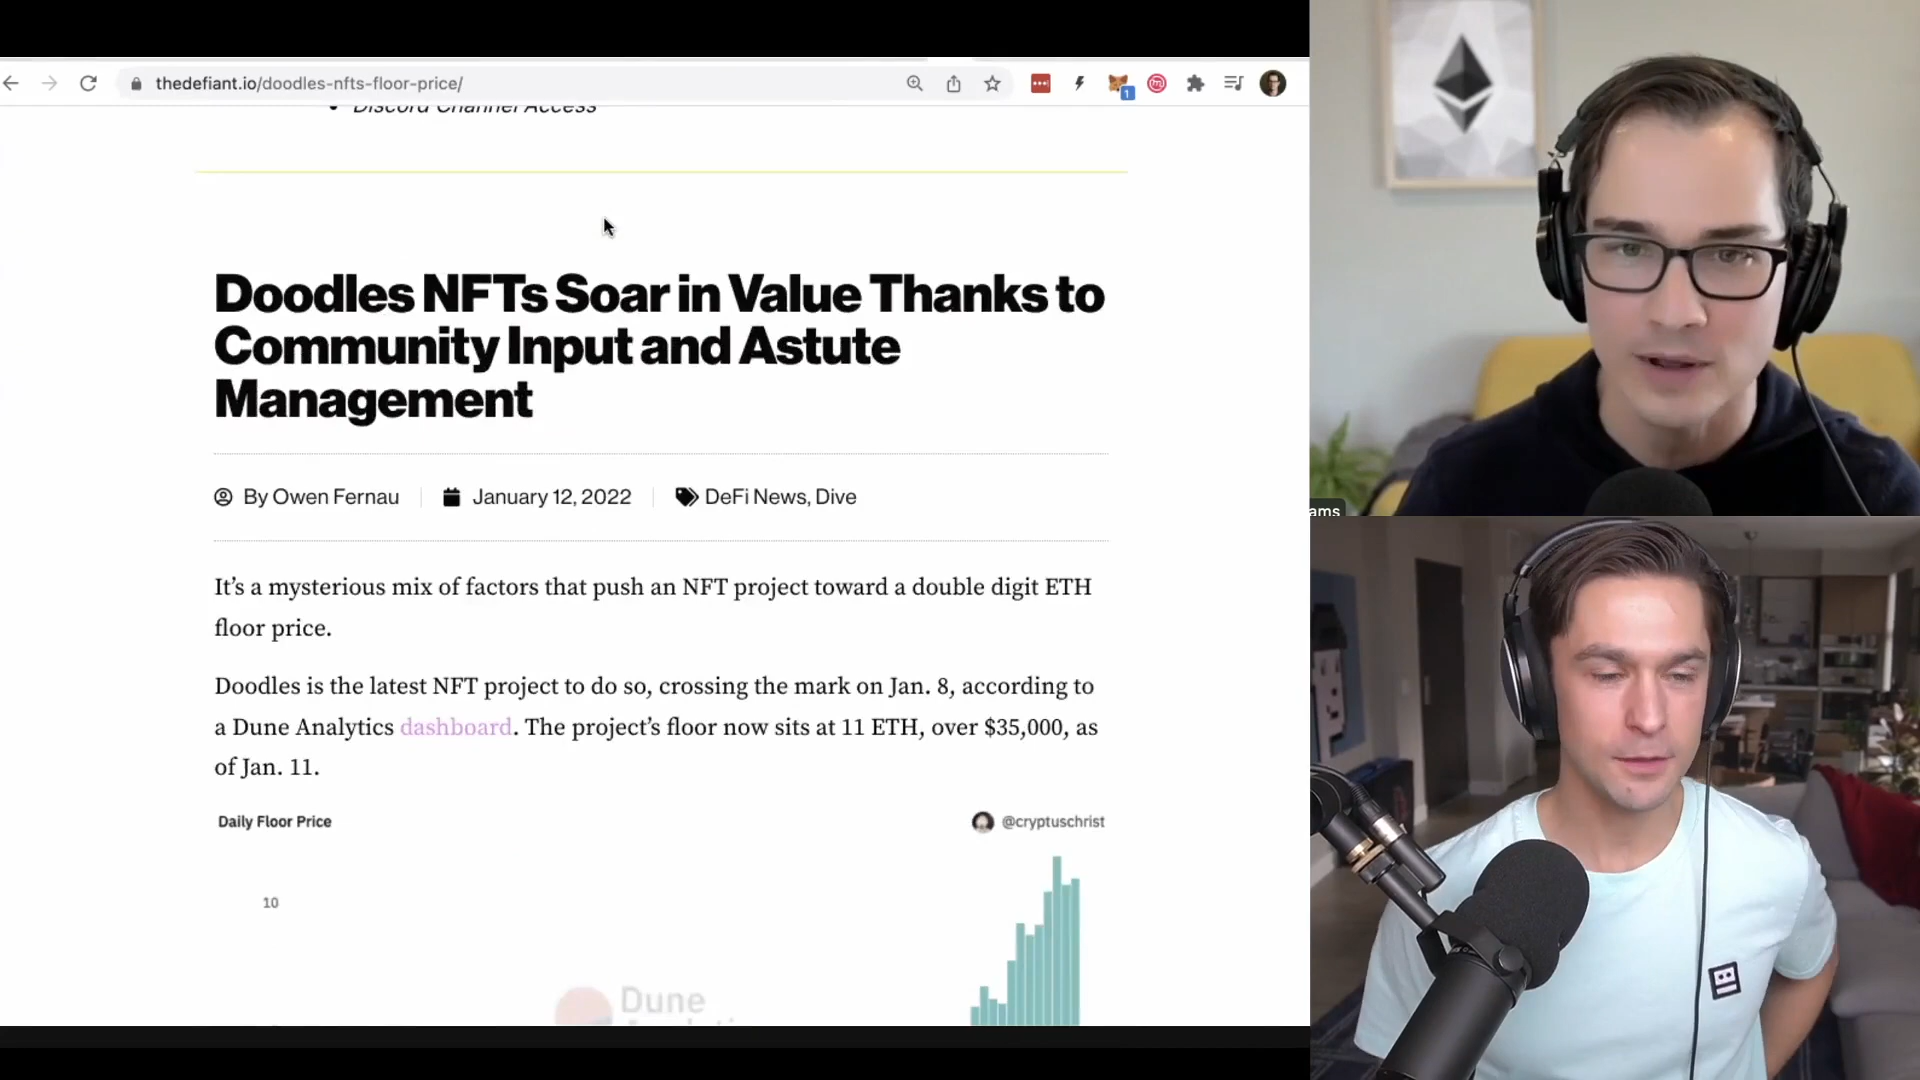 thedefiant.io/doodles-nfts-floor-price/
1
Discord Channel Access
Doodles NFTs Soar in Value Thanks to
Community Input and Astute
Management
By Owen Fernau
January 12, 2022
DeFi News, Dive
It’s a mysterious mix of factors that push an NFT project toward a double digit ETH
floor price.
Doodles is the latest NFT project to do so, crossing the mark on Jan. 8, according to
a Dune Analytics dashboard. The project’s floor now sits at 11 ETH, over $35,000, as
of Jan. 11.
Daily Floor Price
@cryptuschrist
10
Dune
ams